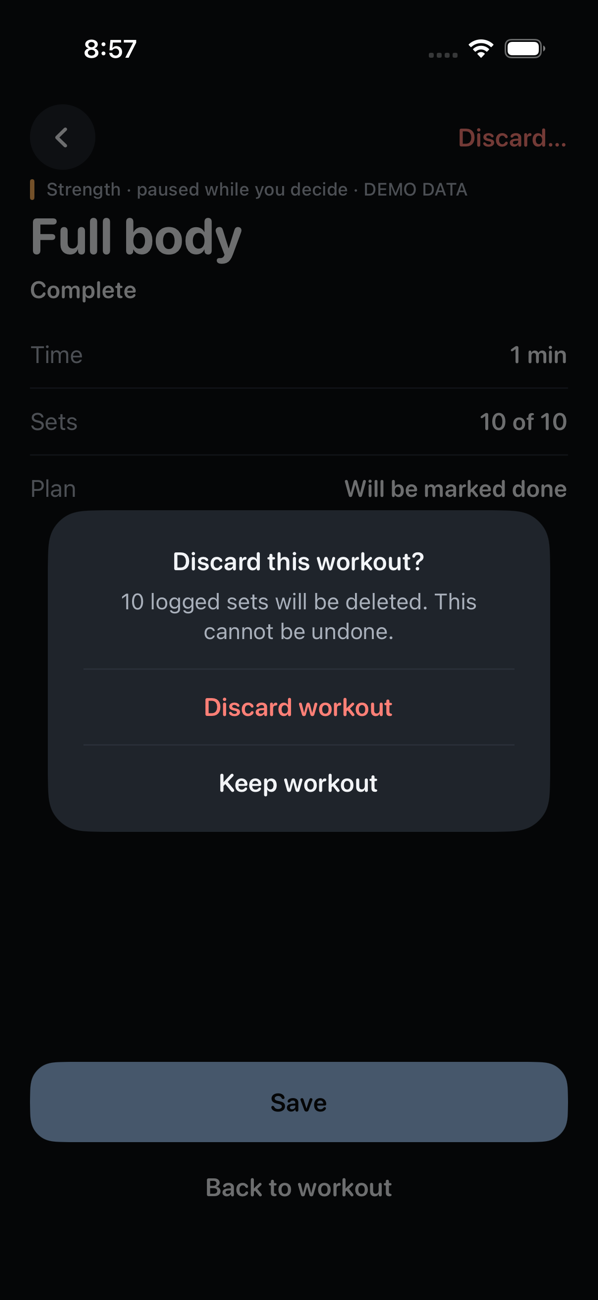 8:57
Discard...
Strength · paused while you decide · DEMO DATA
Full body
Complete
Time
1 min
Sets
10 of 10
Plan
Will be marked done
Discard this workout?
10 logged sets will be deleted. This
cannot be undone.
Discard workout
Keep workout
Save
Back to workout